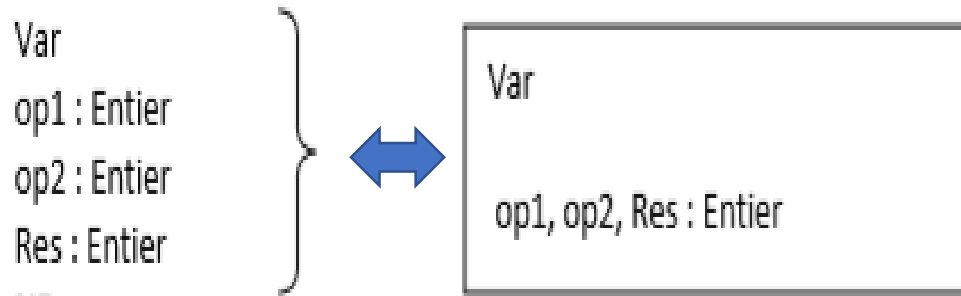 Var
op1 : Entier
op2 : Entier
Res : Entier
Var
op1, op2, Res : Entier